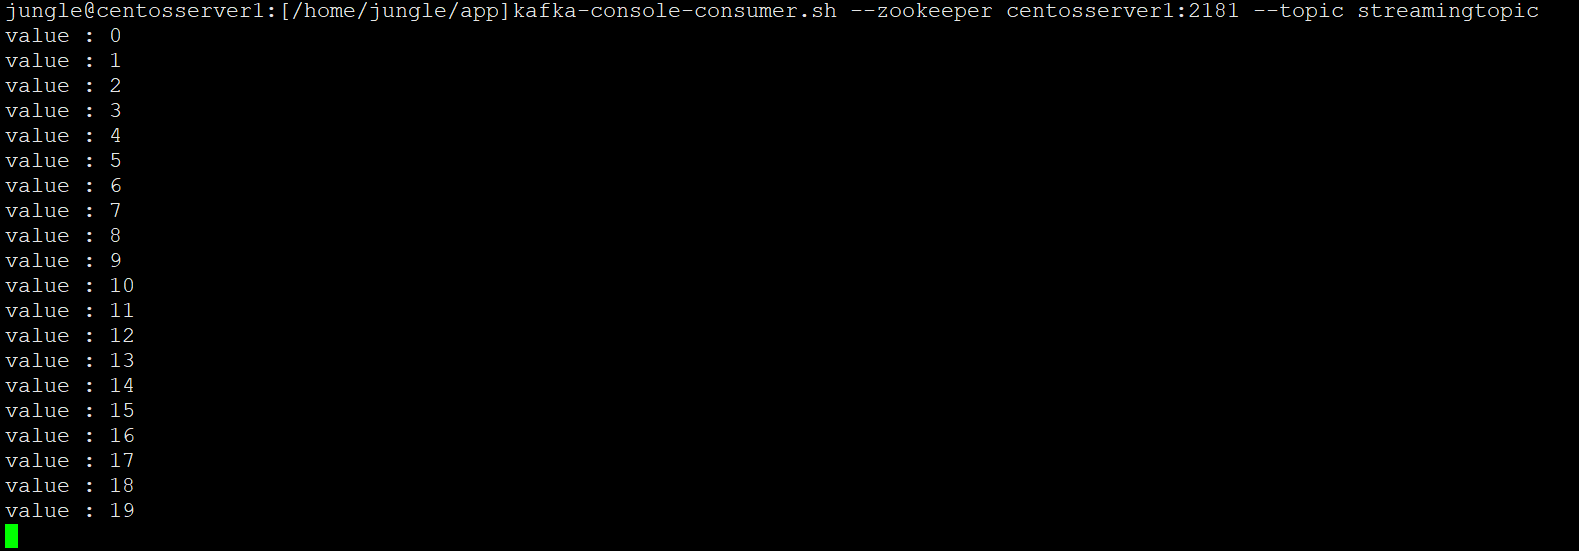 jungle@centosserver1:[/home/jungle/app]kafka-console-consumer.sh --zookeeper centosserver1:2181 --topic streamingtopic
value : 0
value : 1
value : 2
value : 3
value : 4
value : 5
value : 6
value : 7
value : 8
value : 9
value : 10
value : 11
value : 12
value : 13
value : 14
value : 15
value : 16
value : 17
value : 18
value : 19